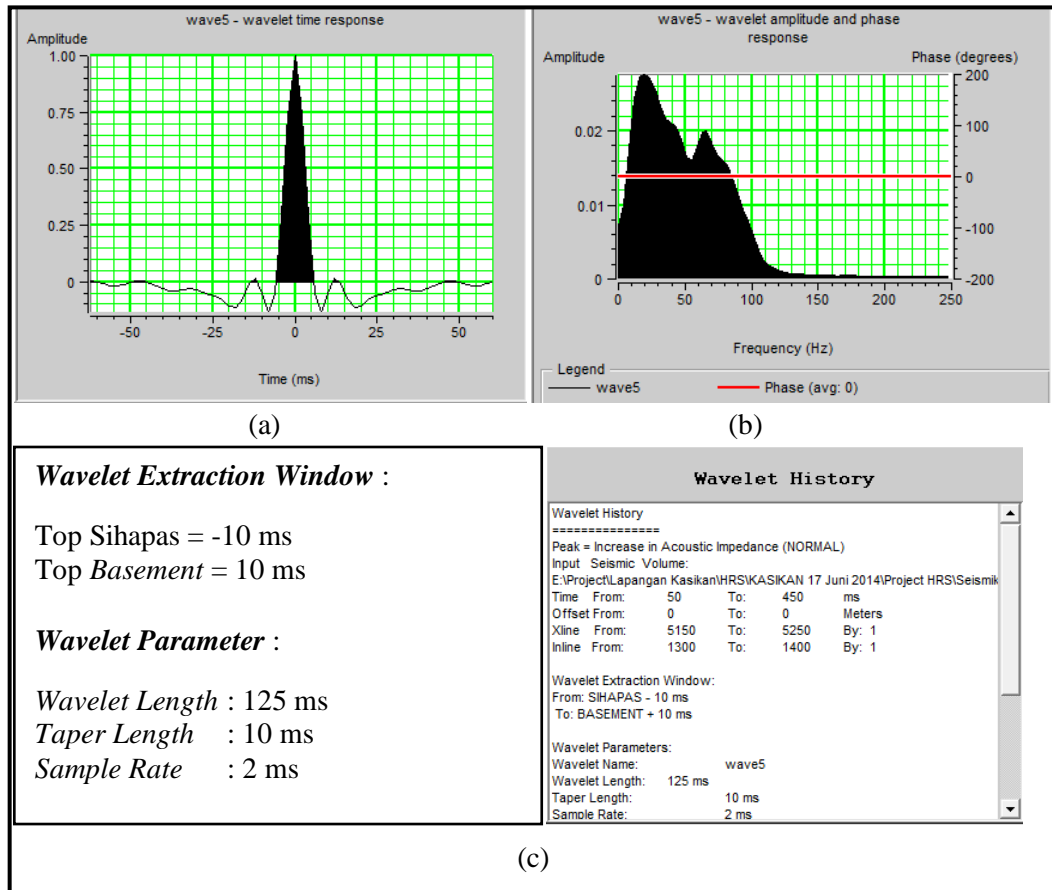 wave5 - wavelet time response
Amplitude
1.00
0.75
0.50
0.25
0
-50 -25 0 25 50
Time (ms)
(a)
wave5 - wavelet amplitude and phase
response
Amplitude Phase (degrees)
200
0.02 100
0
0.01 -100
0 -200
0 50 100 150 200 250
Frequency (Hz)
Legend
wave5 Phase (avg: 0)
(b)
Wavelet Extraction Window :
Top Sihapas = -10 ms
Top Basement = 10 ms
Wavelet Parameter :
Wavelet Length : 125 ms
Taper Length : 10 ms
Sample Rate : 2 ms
Wavelet History
Wavelet History
===============
Peak = Increase in Acoustic Impedance (NORMAL)
Input Seismic Volume:
E:\Project\Lapangan Kasikan\HRS\KASIKAN 17 Juni 2014\Project HRS\Seismik
Time From: 50 To: 450 ms
Offset From: 0 To: 0 Meters
Xline From: 5150 To: 5250 By: 1
Inline From: 1300 To: 1400 By: 1
Wavelet Extraction Window:
From: SIHAPAS - 10 ms
To: BASEMENT + 10 ms
Wavelet Parameters:
Wavelet Name: wave5
Wavelet Length: 125 ms
Taper Length: 10 ms
Sample Rate: 2 ms
(c)